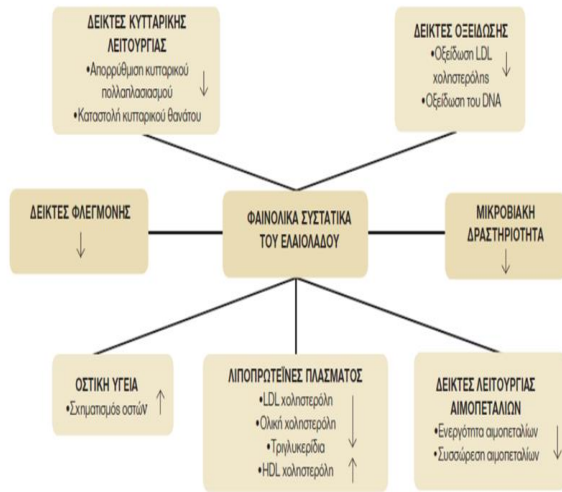 ΔΕΙΚΤΕΣ ΚΥΤΤΑΡΙΚΗΣ
ΛΕΙΤΟΥΡΓΙΑΣ
•Απορρύθμιση κυτταρικού
πολλαπλασιασμού ↓
•Καταστολή κυτταρικού θανάτου
ΔΕΙΚΤΕΣ ΟΞΕΙΔΩΣΗΣ
•Οξείδωση LDL
χοληστερόλης ↓
•Οξείδωση του DNA
ΔΕΙΚΤΕΣ ΦΛΕΓΜΟΝΗΣ
↓
ΦΑΙΝΟΛΙΚΑ ΣΥΣΤΑΤΙΚΑ
ΤΟΥ ΕΛΑΙΟΛΑΔΟΥ
ΜΙΚΡΟΒΙΑΚΗ
ΔΡΑΣΤΗΡΙΟΤΗΤΑ
↓
ΟΣΤΙΚΗ ΥΓΕΙΑ
•Σχηματισμός οστών ↑
ΛΙΠΟΠΡΩΤΕΪΝΕΣ ΠΛΑΣΜΑΤΟΣ
•LDL χοληστερόλη
•Ολική χοληστερόλη ↓
•Τριγλυκερίδια
•HDL χοληστερόλη ↑
ΔΕΙΚΤΕΣ ΛΕΙΤΟΥΡΓΙΑΣ
ΑΙΜΟΠΕΤΑΛΙΩΝ
•Ενεργότητα αιμοπεταλίων ↓
•Συσσώρεση αιμοπεταλίων